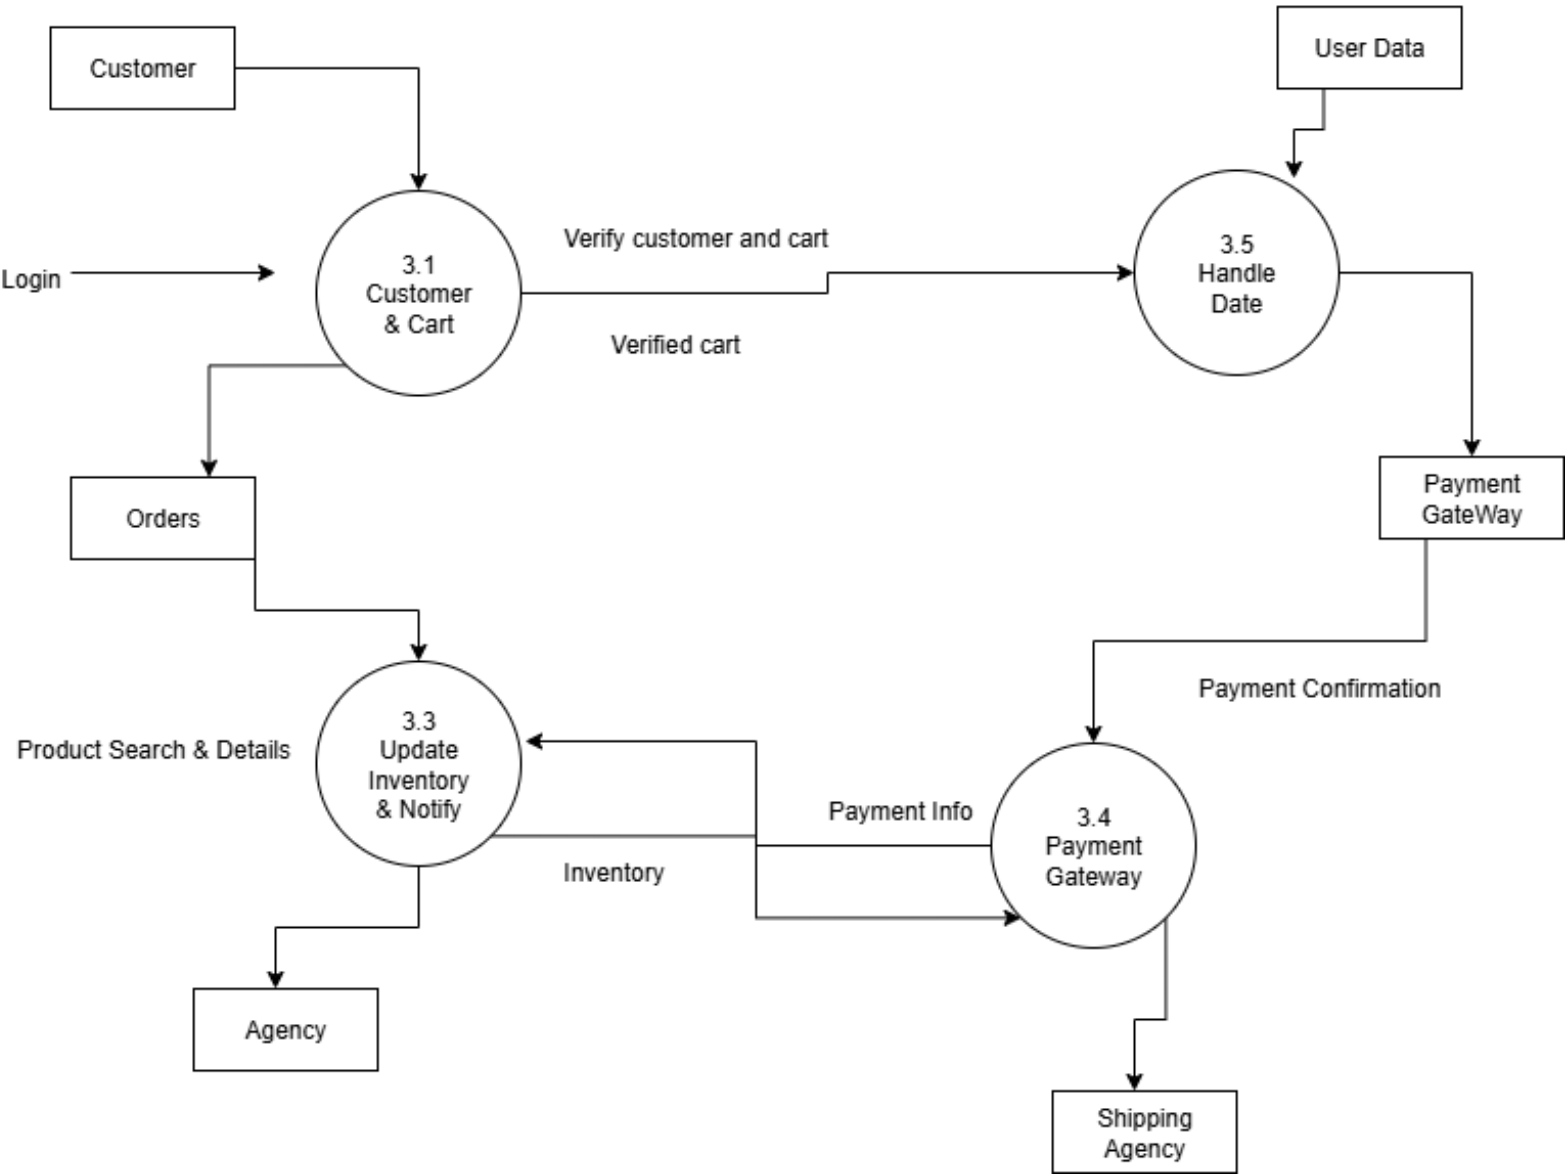 Customer
User Data
Verify customer and cart
3.1
Customer
& Cart
3.5
Handle
Date
Login
Verified cart
Orders
Payment
GateWay
Payment Confirmation
Product Search & Details
3.3
Update
Inventory
& Notify
Payment Info
3.4
Payment
Gateway
Inventory
Agency
Shipping
Agency